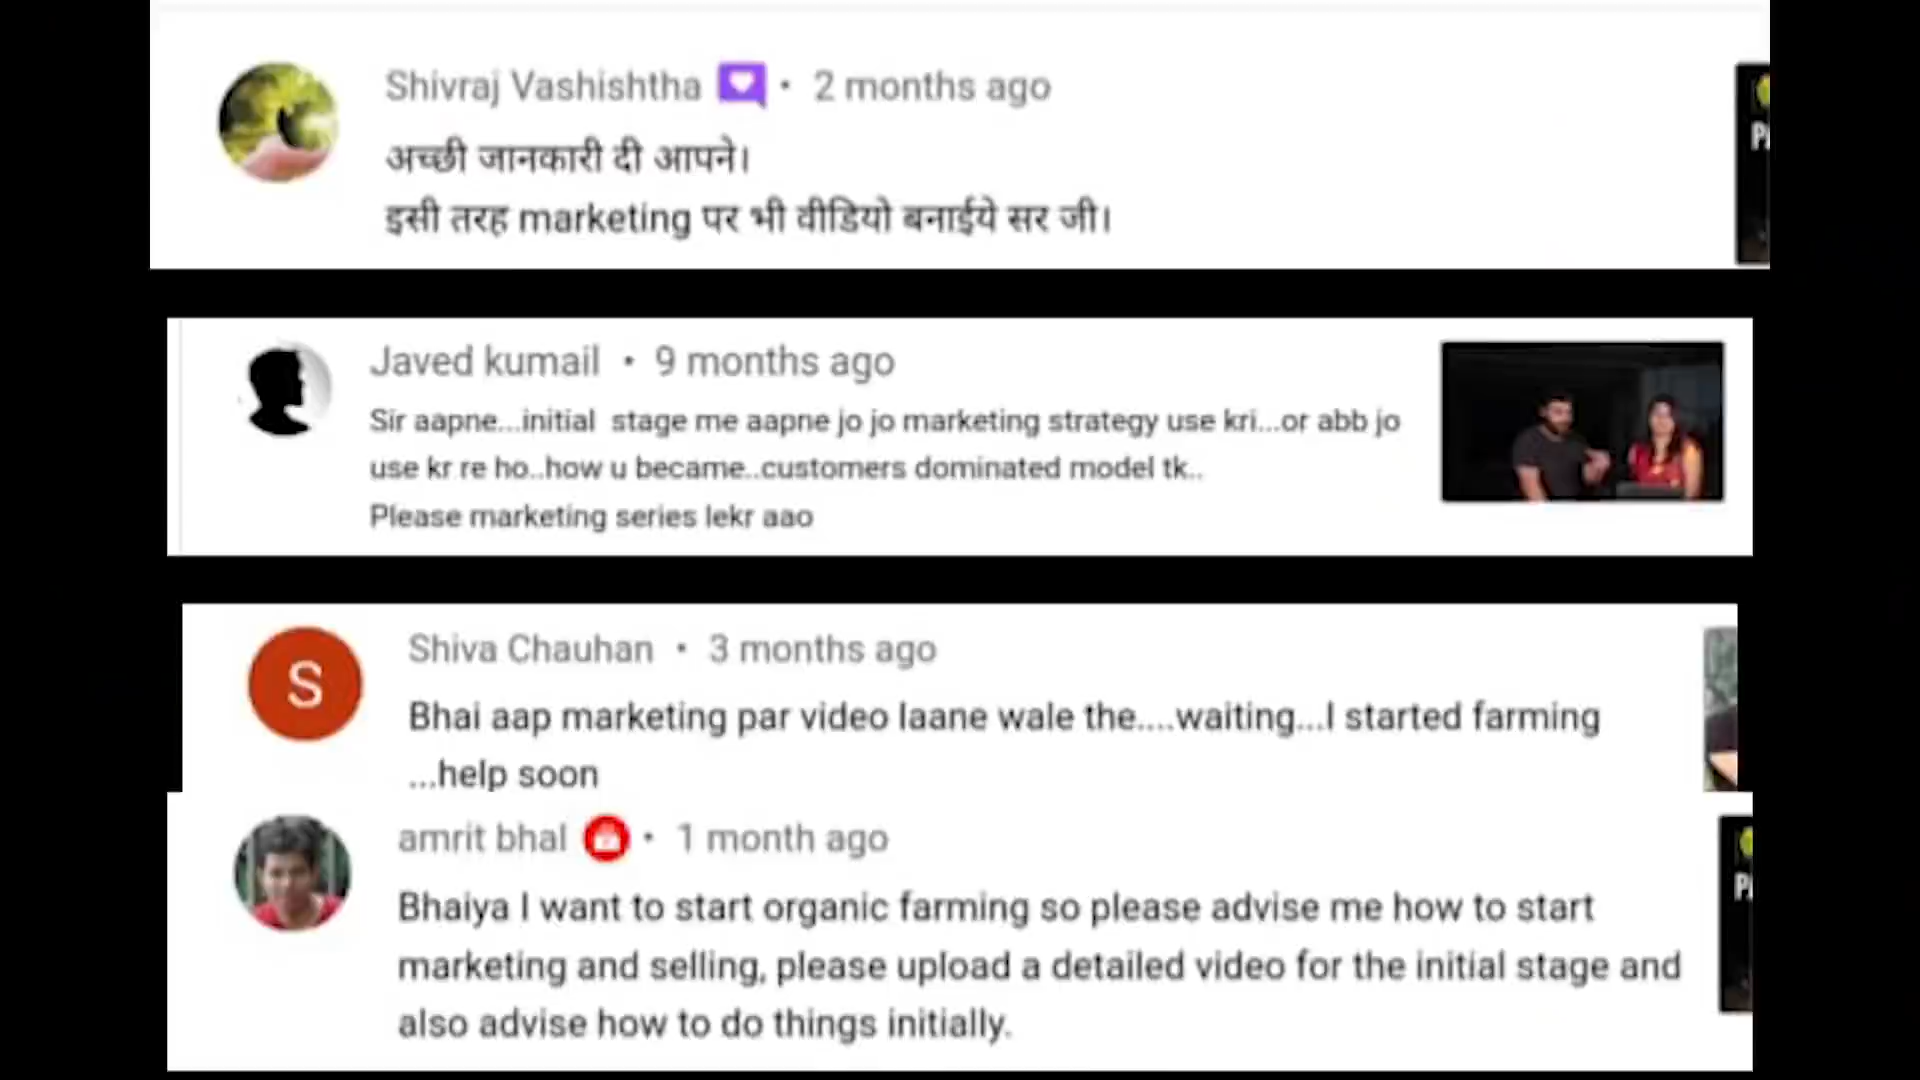 Shivraj Vashishtha • 2 months ago
अच्छी जानकारी दी आपने।
इसी तरह marketing पर भी वीडियो बनाईये सर जी।
Javed kumail • 9 months ago
Sir aapne...initial stage me aapne jo jo marketing strategy use kri...or abb jo
use kr re ho..how u became..customers dominated model tk..
Please marketing series lekr aao
S
Shiva Chauhan • 3 months ago
Bhai aap marketing par video laane wale the....waiting...I started farming
...help soon
amrit bhal • 1 month ago
Bhaiya I want to start organic farming so please advise me how to start
marketing and selling, please upload a detailed video for the initial stage and
also advise how to do things initially.